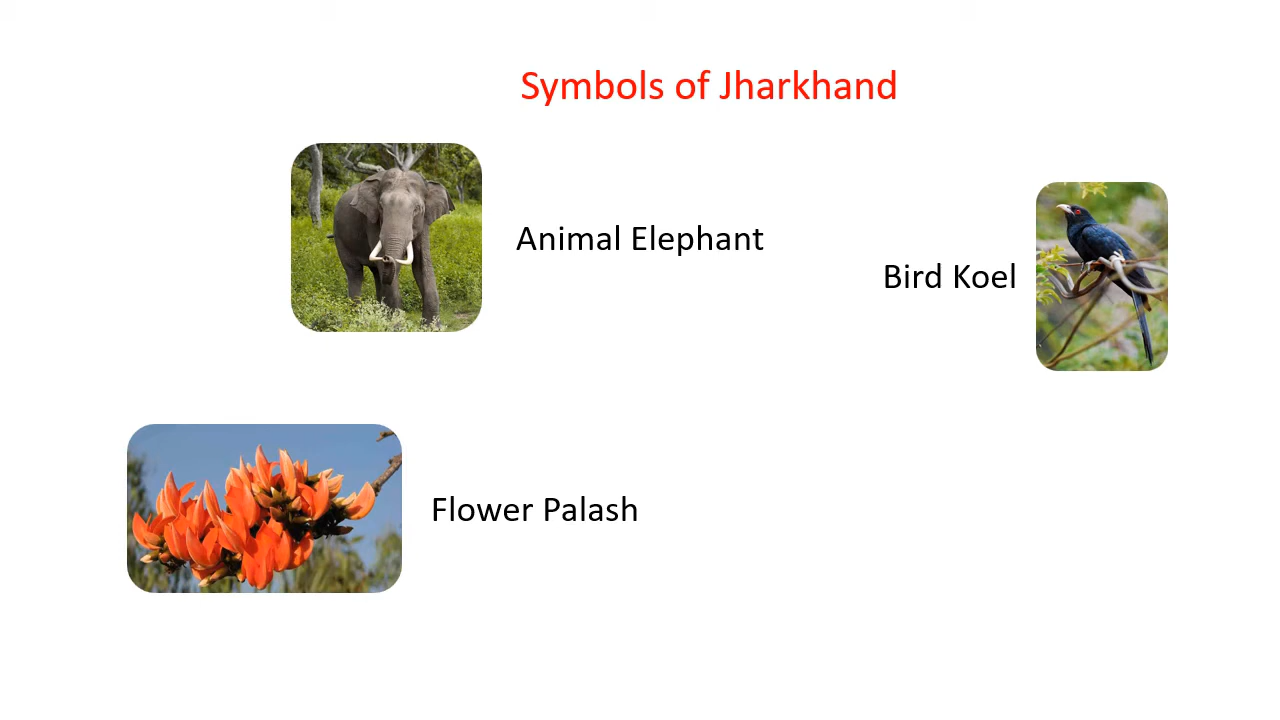 Symbols of Jharkhand
Animal Elephant
Bird Koel
Flower Palash